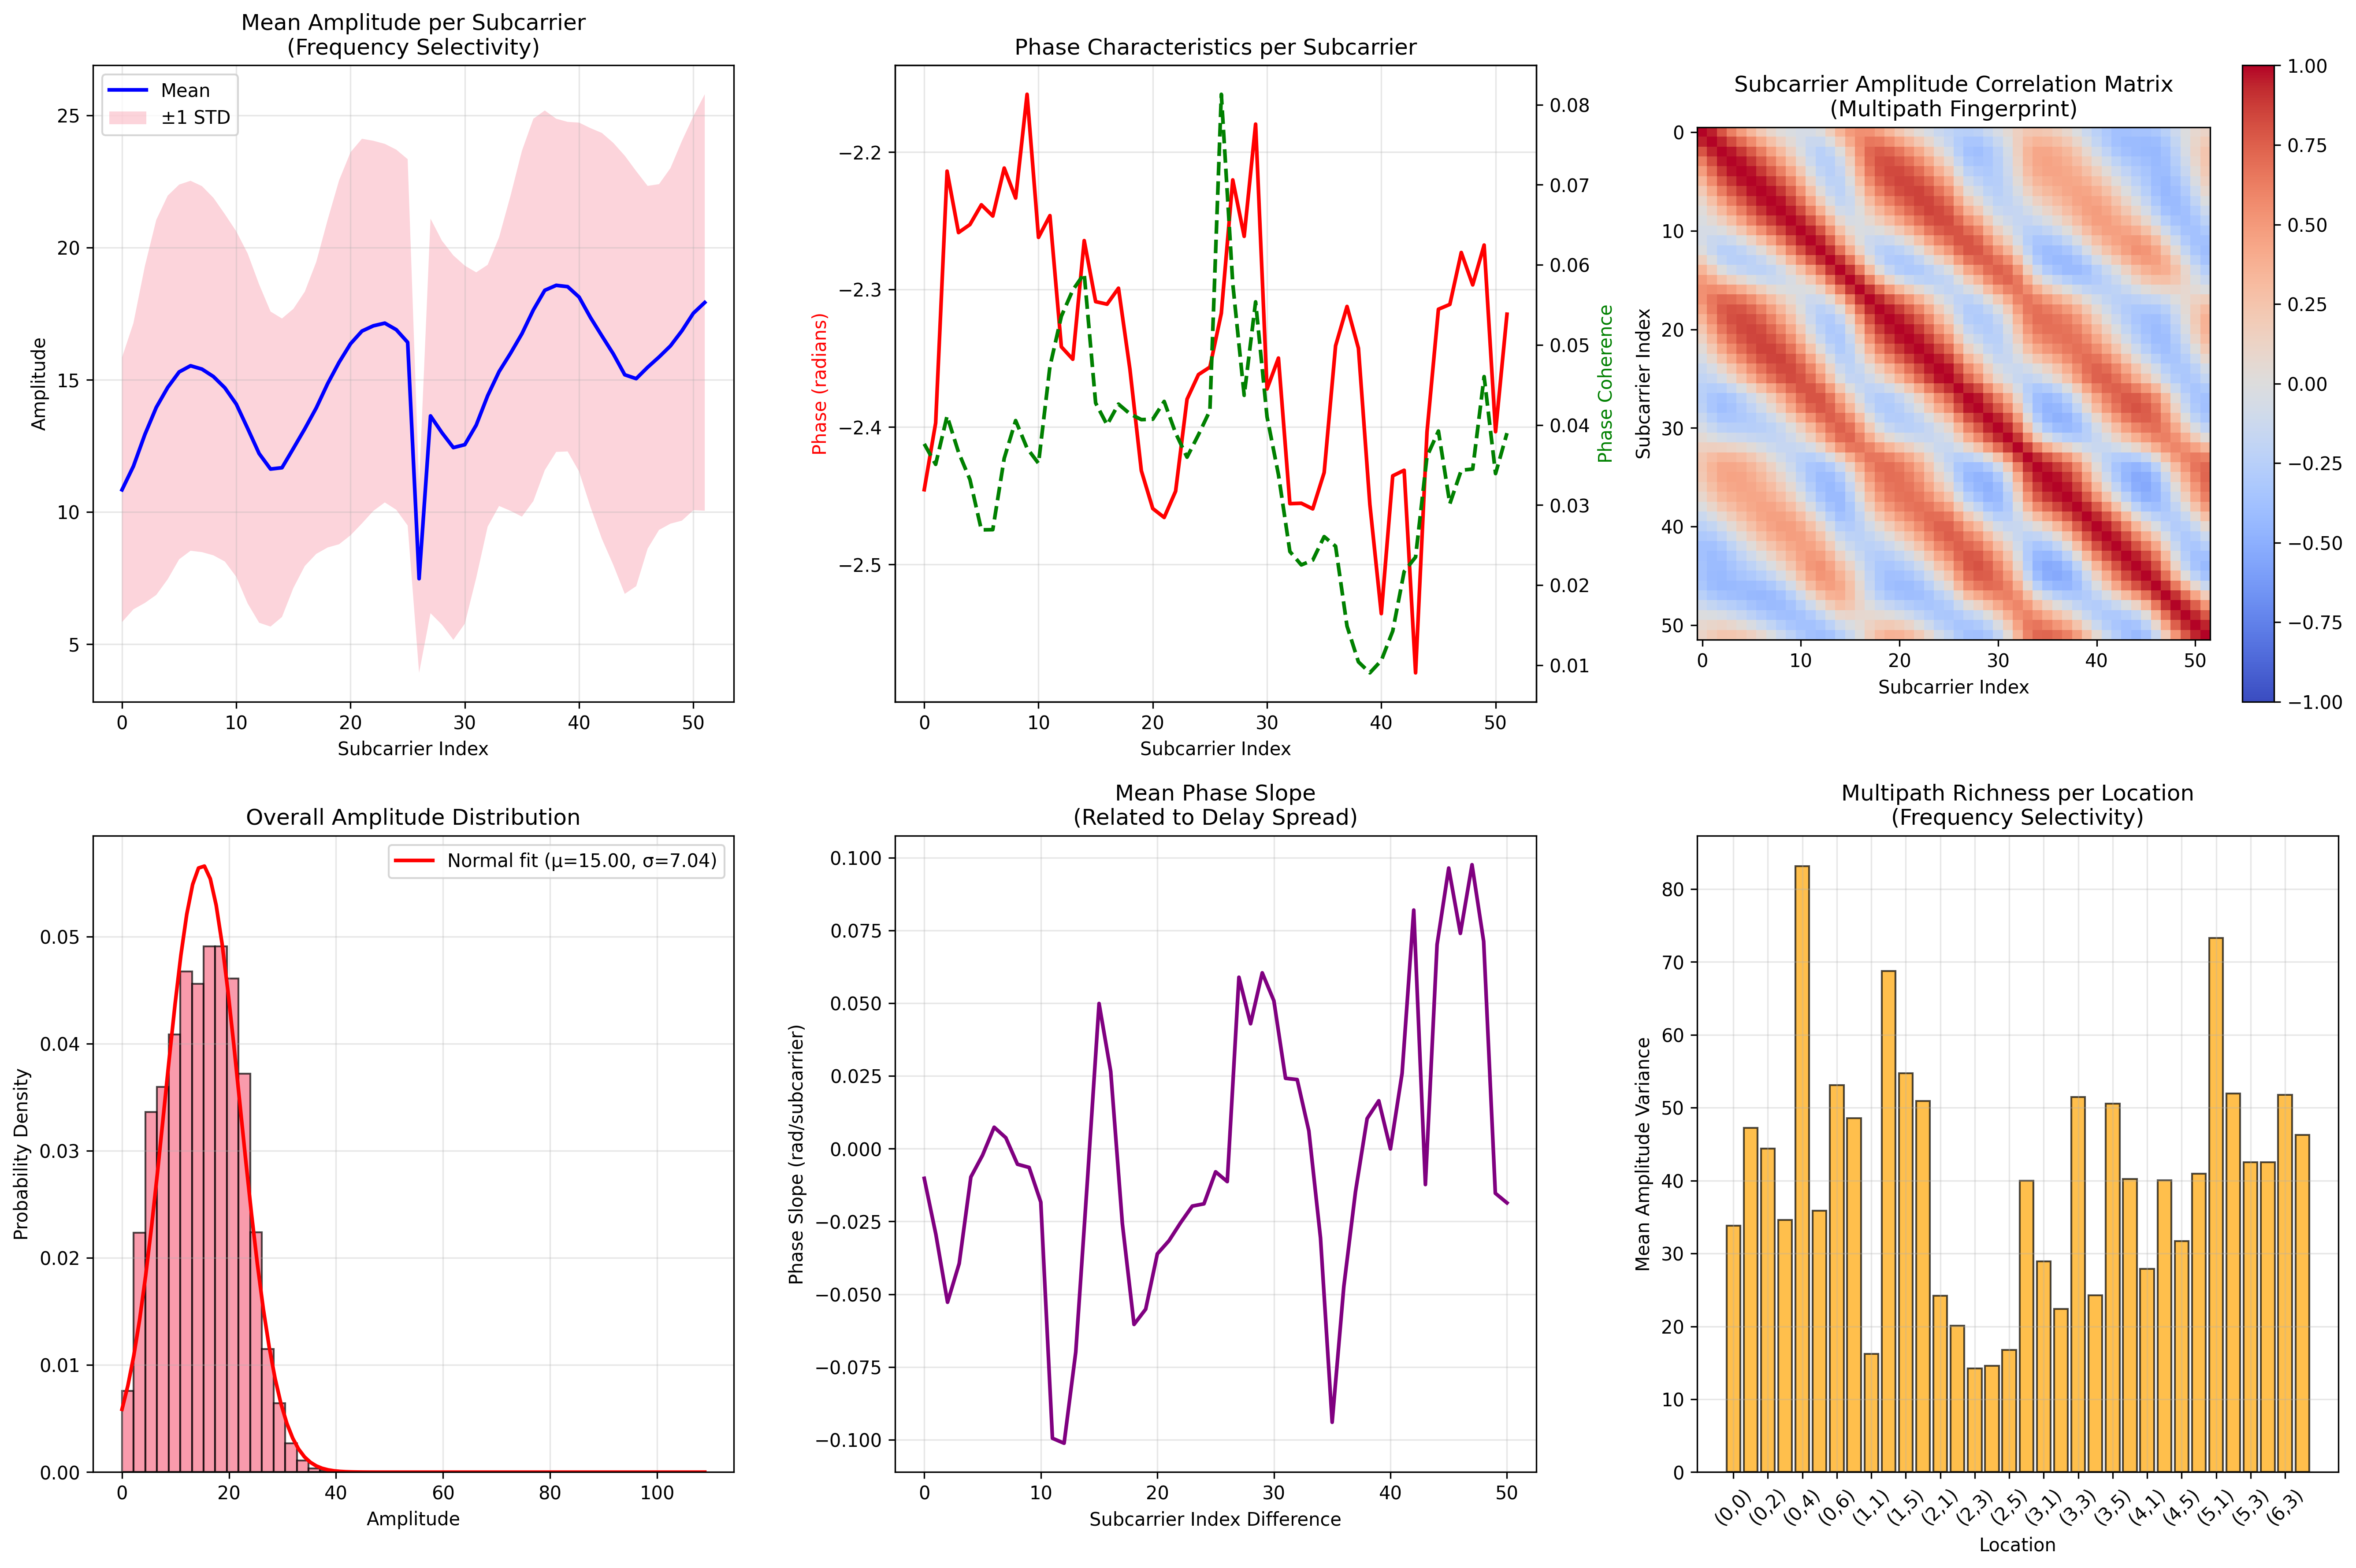 Mean Amplitude per Subcarrier
(Frequency Selectivity)
Mean
±1 STD
25
20
15
10
5
Amplitude
0 10 20 30 40 50
Subcarrier Index
Phase Characteristics per Subcarrier
−2.2
−2.3
−2.4
−2.5
Phase (radians)
0.08
0.07
0.06
0.05
0.04
0.03
0.02
0.01
Phase Coherence
0 10 20 30 40 50
Subcarrier Index
Subcarrier Amplitude Correlation Matrix
(Multipath Fingerprint)
0
10
20
30
40
50
Subcarrier Index
0 10 20 30 40 50
Subcarrier Index
1.00
0.75
0.50
0.25
0.00
−0.25
−0.50
−0.75
−1.00
Overall Amplitude Distribution
Normal fit (μ=15.00, σ=7.04)
0.05
0.04
0.03
0.02
0.01
0.00
Probability Density
0 20 40 60 80 100
Amplitude
Mean Phase Slope
(Related to Delay Spread)
0.100
0.075
0.050
0.025
0.000
−0.025
−0.050
−0.075
−0.100
Phase Slope (rad/subcarrier)
0 10 20 30 40 50
Subcarrier Index Difference
Multipath Richness per Location
(Frequency Selectivity)
80
70
60
50
40
30
20
10
0
Mean Amplitude Variance
(0,0) (0,2) (0,4) (0,6) (1,1) (1,5) (2,1) (2,3) (2,5) (3,1) (3,3) (3,5) (4,1) (4,5) (5,1) (5,3) (6,3)
Location